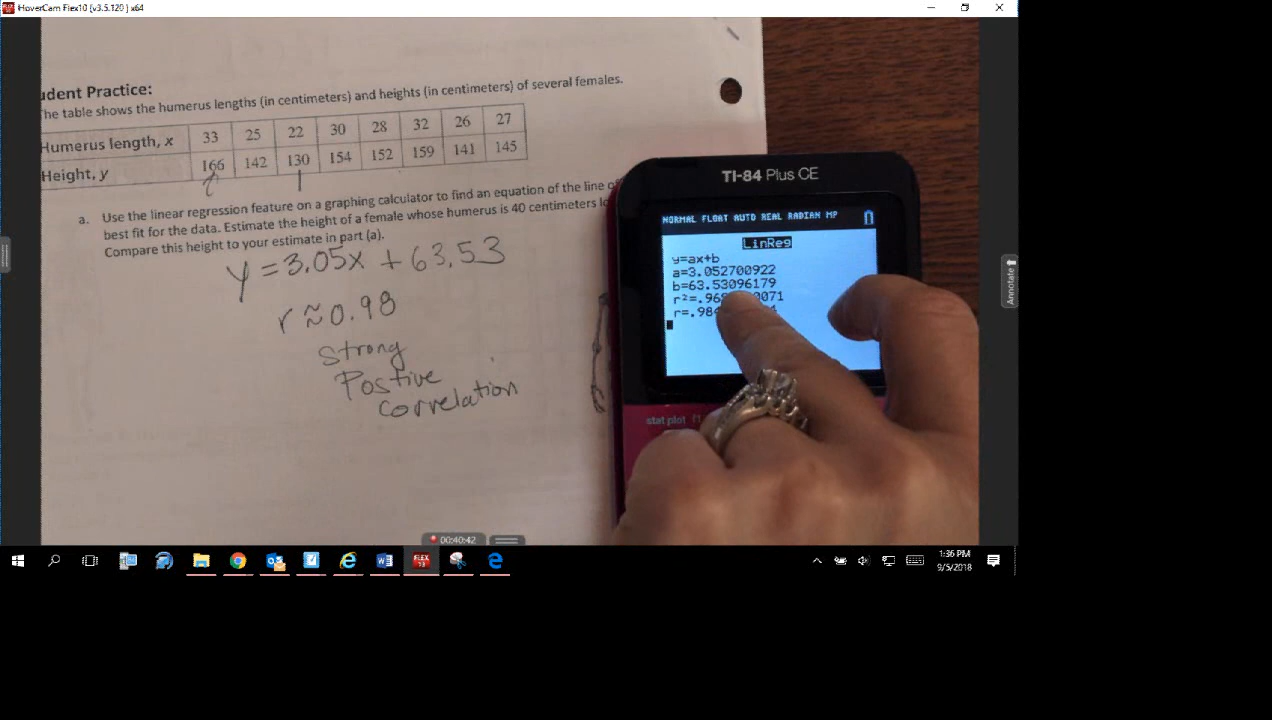 HoverCam Flex10 [v3.5.129 ] x64
udent Practice:
The table shows the humerus lengths (in centimeters) and heights (in centimeters) of several females.
Humerus length, x 33 25 22 30 28 32 26 27
Height, y 166 142 130 154 152 159 141 145
a. Use the linear regression feature on a graphing calculator to find an equation of the line
best fit for the data. Estimate the height of a female whose humerus is 40 centimeters
Compare this height to your estimate in part (a).
y = 3.05x + 63.53
r ≈ 0.98
Strong
Postive
correlation
TI-84 Plus CE
NORMAL FLOAT AUTO REAL RADIAN MP
LinReg
y=ax+b
a=3.052700922
b=63.53096179
r²=.96 0071
r=.98
stat plot
Annotate
00:40:42
FLEX
1:36 PM
9/5/2018